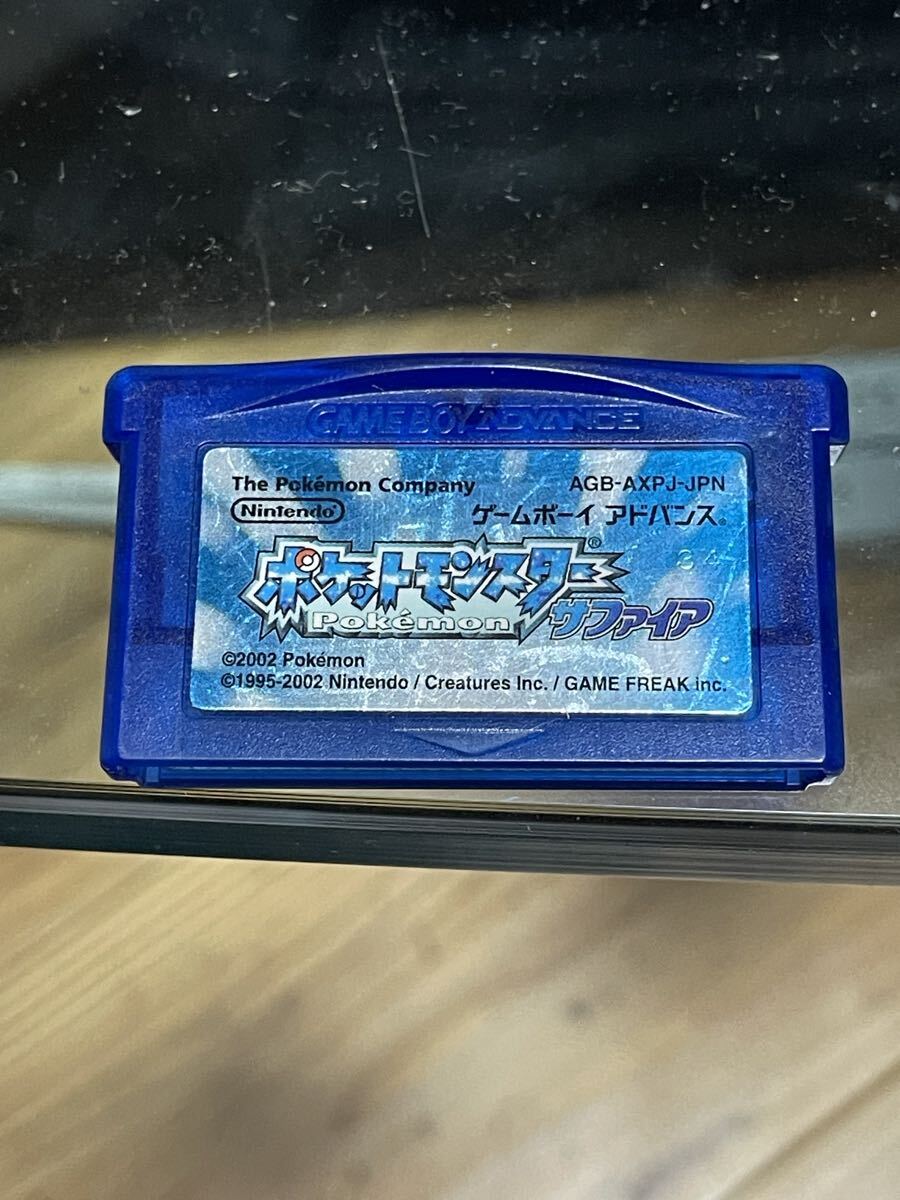 GAME BOY ADVANCE
The Pokémon Company AGB-AXPJ-JPN
Nintendo® ゲームボーイ アドバンス®
34
ポケットモンスター®
Pokémon サファイア
©2002 Pokémon
©1995-2002 Nintendo / Creatures Inc. / GAME FREAK inc.